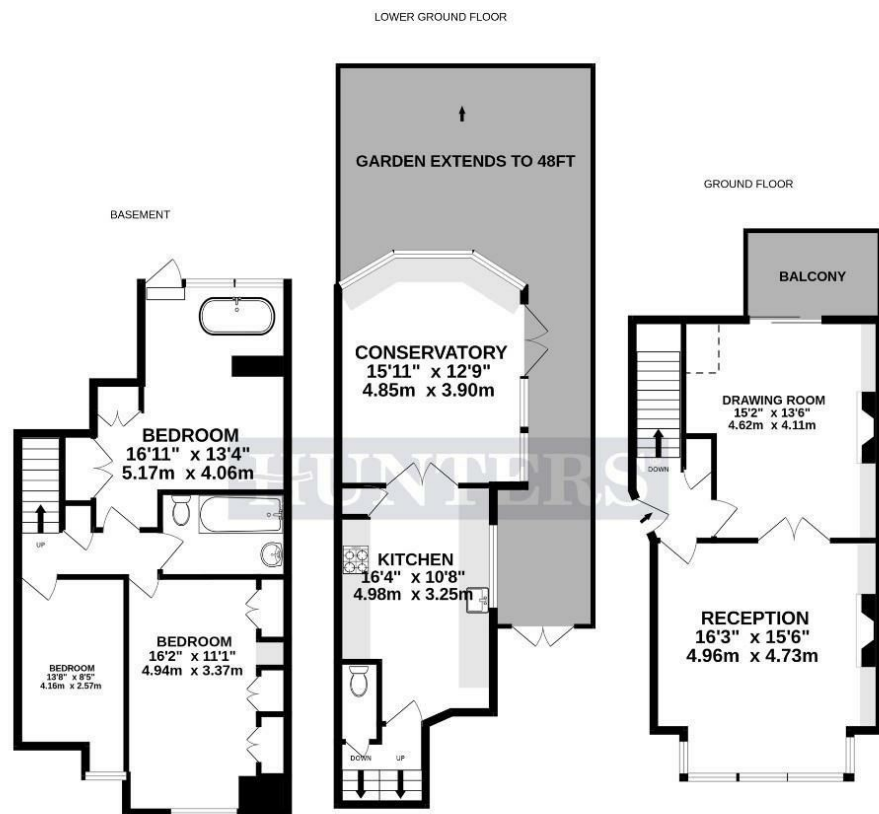 LOWER GROUND FLOOR
GARDEN EXTENDS TO 48FT
GROUND FLOOR
BASEMENT
BALCONY
CONSERVATORY
15'11" x 12'9"
4.85m x 3.90m
DRAWING ROOM
15'2" x 13'6"
4.62m x 4.11m
BEDROOM
16'11" x 13'4"
5.17m x 4.06m
HUNTERS
DOWN
UP
KITCHEN
16'4" x 10'8"
4.98m x 3.25m
RECEPTION
16'3" x 15'6"
4.96m x 4.73m
BEDROOM
16'2" x 11'1"
4.94m x 3.37m
BEDROOM
13'8" x 8'5"
4.16m x 2.57m
DOWN
UP